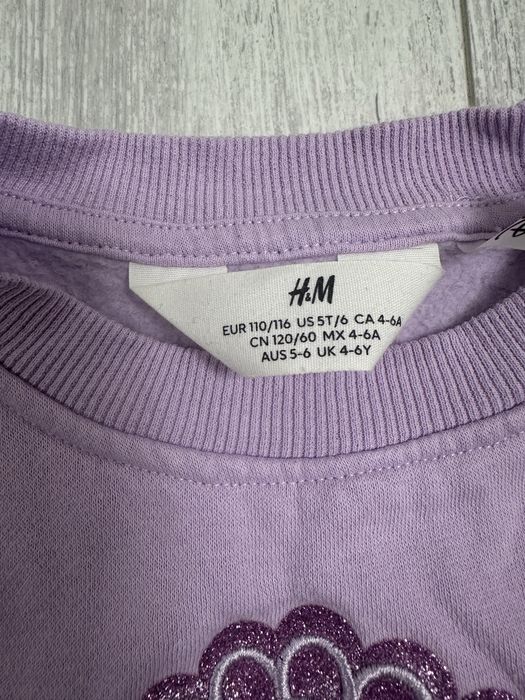 H&M
EUR 110/116 US 5T/6 CA 4-6A
CN 120/60 MX 4-6A
AUS 5-6 UK 4-6Y